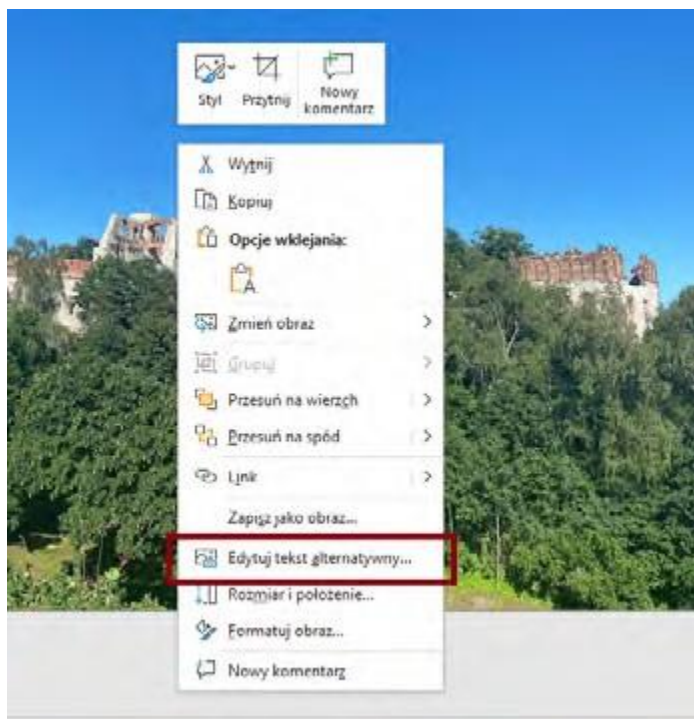 Styl
Przytnij
Nowy
komentarz
Wytnij
Kopiuj
Opcje wklejania:
Zmień obraz
Grupuj
Przesuń na wierzch
Przesuń na spód
Link
Zapisz jako obraz...
Edytuj tekst alternatywny...
Rozmiar i położenie...
Formatuj obraz...
Nowy komentarz